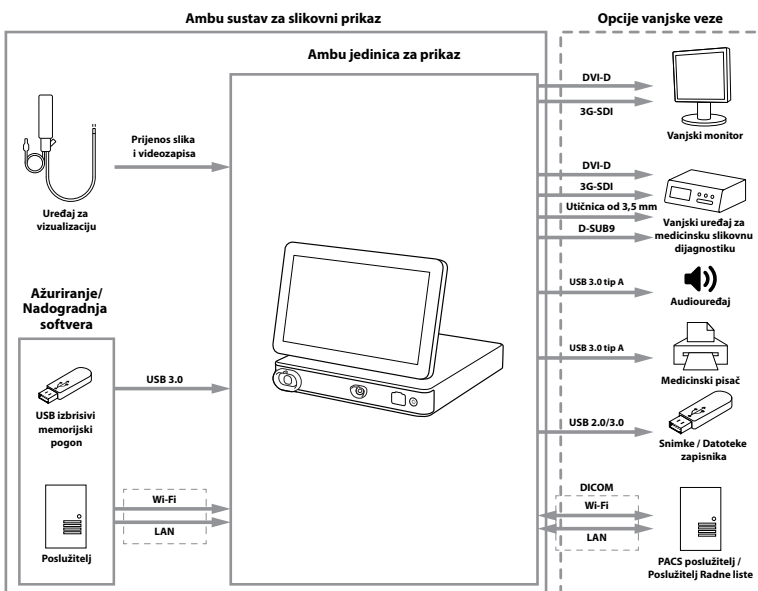 Ambu sustav za slikovni prikaz
Opcije vanjske veze
Ambu jedinica za prikaz
Prijenos slika
i videozapisa
Uređaj za
vizualizaciju
Ažuriranje/
Nadogradnja
softvera
USB izbrisivi
memorijski
pogon
USB 3.0
Poslužitelj
Wi-Fi
LAN
DVI-D
3G-SDI
Vanjski monitor
DVI-D
3G-SDI
Utičnica od 3,5 mm
D-SUB9
Vanjski uređaj za
medicinsku slikovnu
dijagnostiku
USB 3.0 tip A
Audiouređaj
USB 3.0 tip A
Medicinski pisač
USB 2.0/3.0
Snimke / Datoteke
zapisnika
DICOM
Wi-Fi
LAN
PACS poslužitelj /
Poslužitelj Radne liste